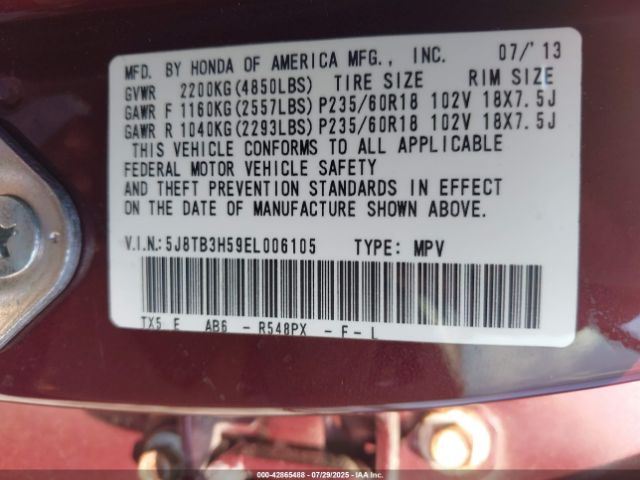 MFD. BY HONDA OF AMERICA MFG., INC. 07/'13
GVWR 2200KG(4850LBS) TIRE SIZE RIM SIZE
GAWR F 1160KG(2557LBS) P235/60R18 102V 18X7.5J
GAWR R 1040KG(2293LBS) P235/60R18 102V 18X7.5J
THIS VEHICLE CONFORMS TO ALL APPLICABLE
FEDERAL MOTOR VEHICLE SAFETY
AND THEFT PREVENTION STANDARDS IN EFFECT
ON THE DATE OF MANUFACTURE SHOWN ABOVE.
V.I.N.: 5J8TB3H59EL006105 TYPE: MPV
TX5 E AB6 - R548PX - F - L
000-42865488 - 07/29/2025 - IAAI.COM